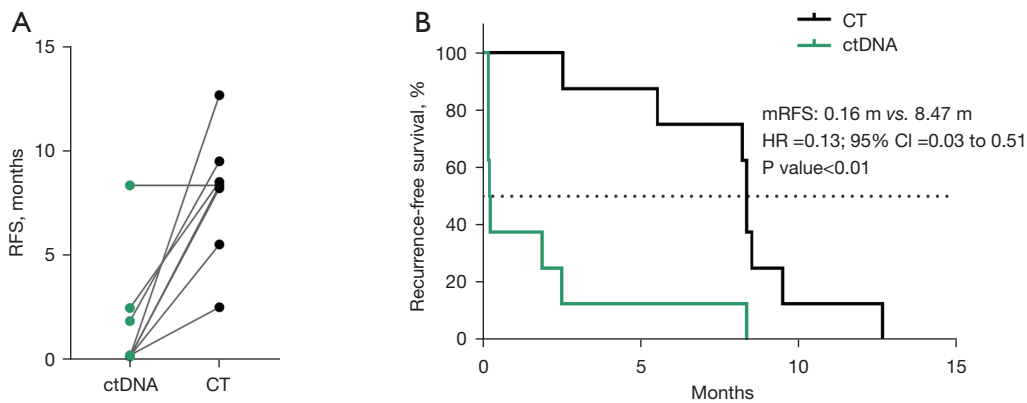 A
RFS, months
15
10
5
0
ctDNA
CT
B
Recurrence-free survival, %
100
80
60
40
20
0
0
5
10
15
Months
CT
ctDNA
mRFS: 0.16 m vs. 8.47 m
HR =0.13; 95% CI =0.03 to 0.51
P value<0.01